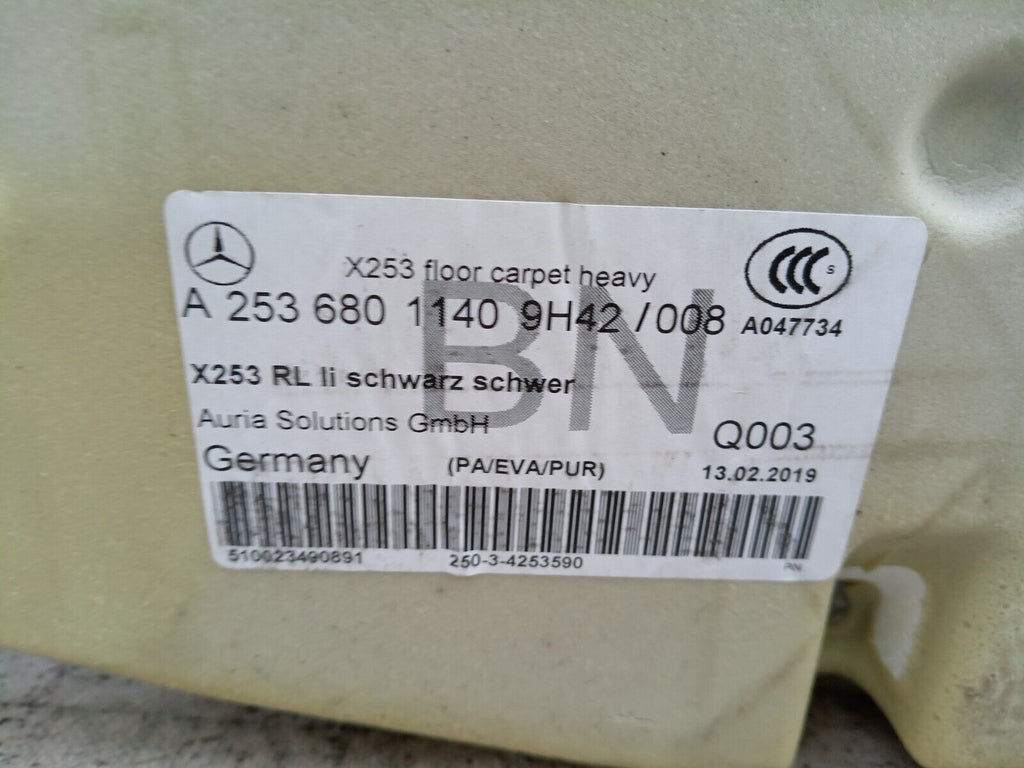 X253 floor carpet heavy
A 253 680 1140 9H42 /008
CCC S
A047734
BN
X253 RL li schwarz schwer
Auria Solutions GmbH
Q003
Germany (PA/EVA/PUR) 13.02.2019
510023490891 250-3-4253590